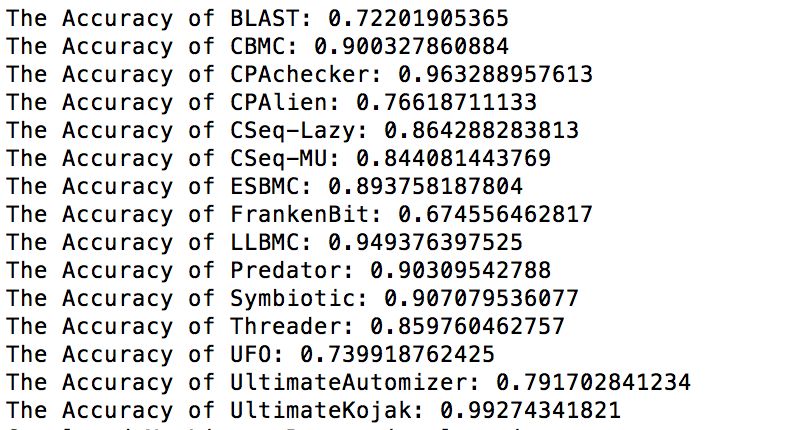 The Accuracy of BLAST: 0.72201905365
The Accuracy of CBMC: 0.900327860884
The Accuracy of CPAchecker: 0.963288957613
The Accuracy of CPAlien: 0.76618711133
The Accuracy of CSeq-Lazy: 0.864288283813
The Accuracy of CSeq-MU: 0.844081443769
The Accuracy of ESBMC: 0.893758187804
The Accuracy of FrankenBit: 0.674556462817
The Accuracy of LLBMC: 0.949376397525
The Accuracy of Predator: 0.90309542788
The Accuracy of Symbiotic: 0.907079536077
The Accuracy of Threader: 0.859760462757
The Accuracy of UFO: 0.739918762425
The Accuracy of UltimateAutomizer: 0.791702841234
The Accuracy of UltimateKojak: 0.99274341821